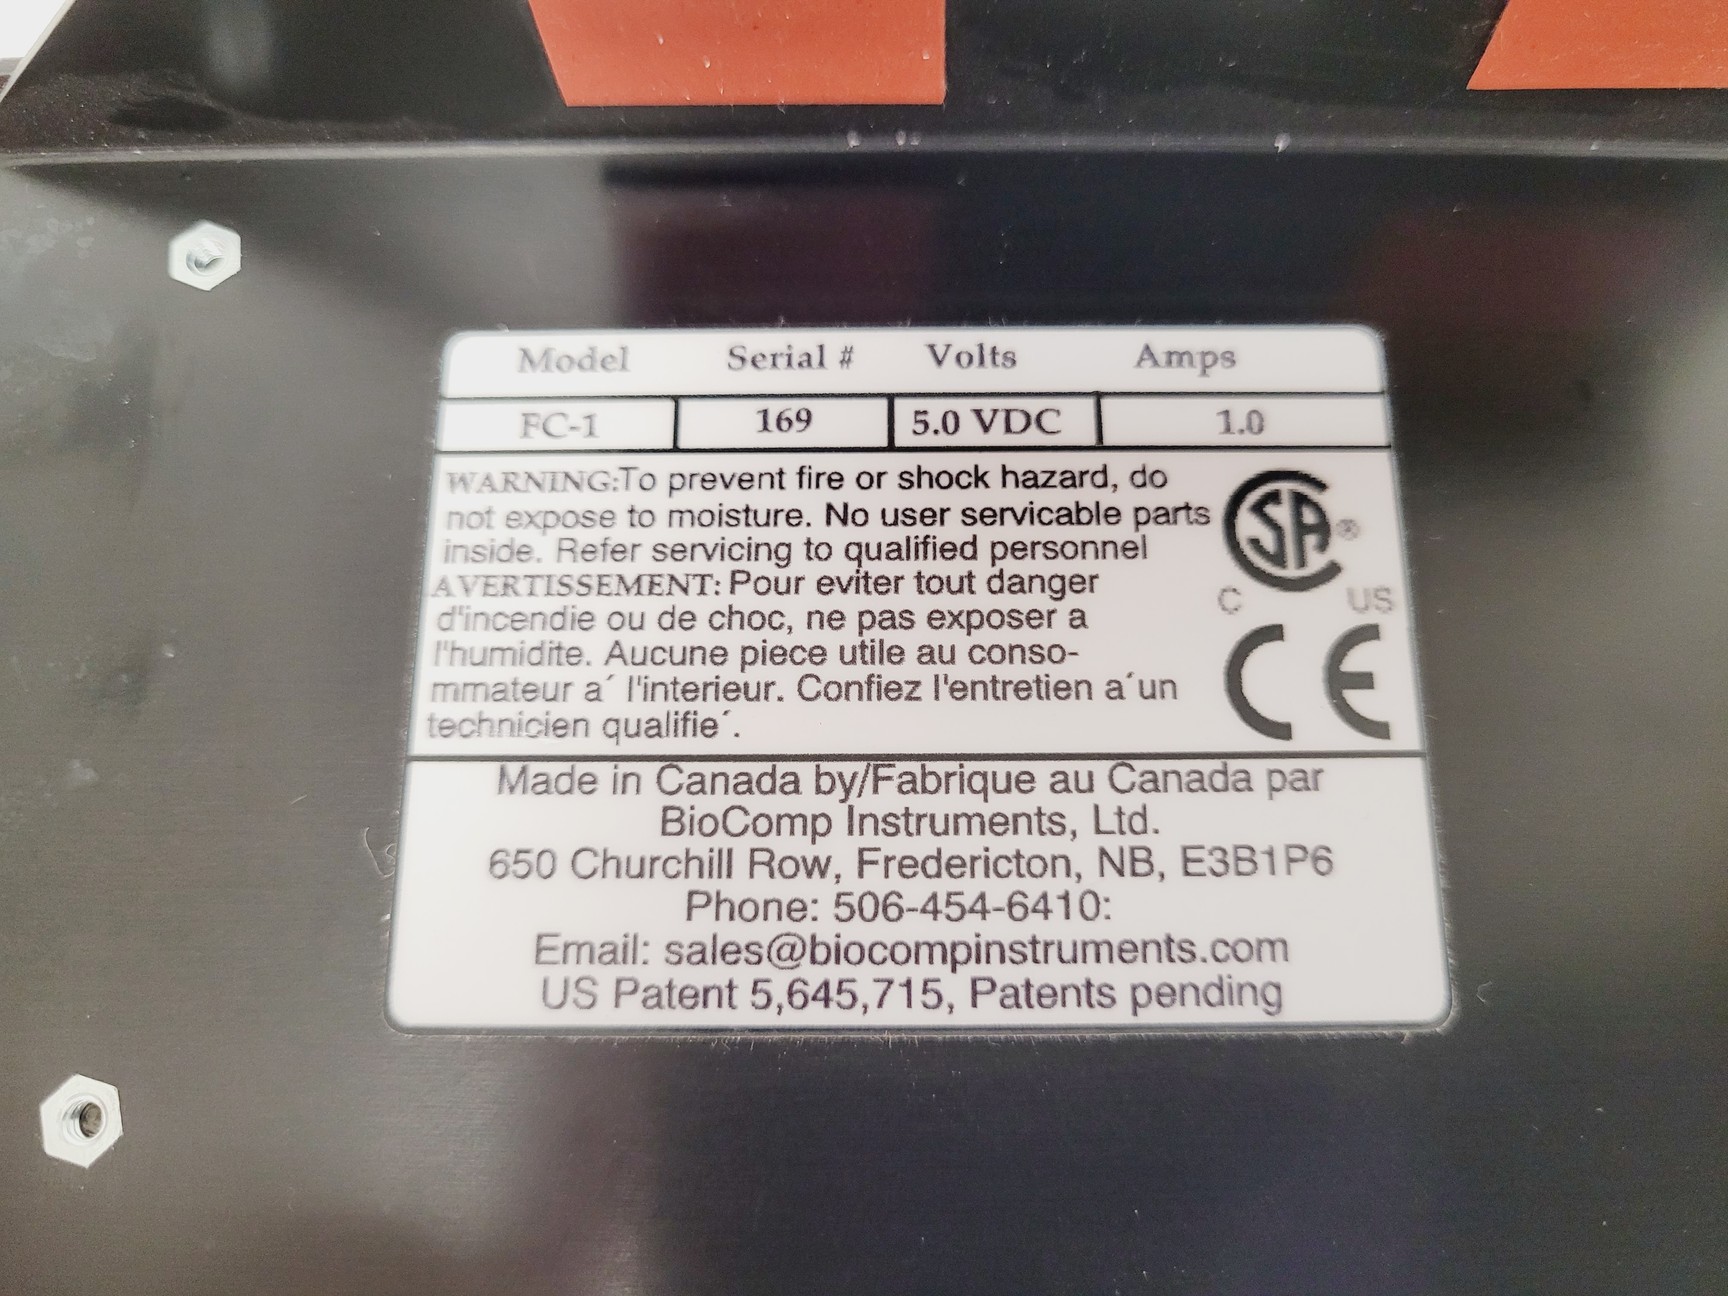 Model Serial # Volts Amps
FC-1 169 5.0 VDC 1.0
WARNING:To prevent fire or shock hazard, do
not expose to moisture. No user servicable parts
inside. Refer servicing to qualified personnel
AVERTISSEMENT: Pour eviter tout danger
d'incendie ou de choc, ne pas exposer a
l'humidite. Aucune piece utile au conso-
mmateur a´ l'interieur. Confiez l'entretien a´un
technicien qualifie´.
CSA®
C US
CE
Made in Canada by/Fabrique au Canada par
BioComp Instruments, Ltd.
650 Churchill Row, Fredericton, NB, E3B1P6
Phone: 506-454-6410:
Email: sales@biocompinstruments.com
US Patent 5,645,715, Patents pending